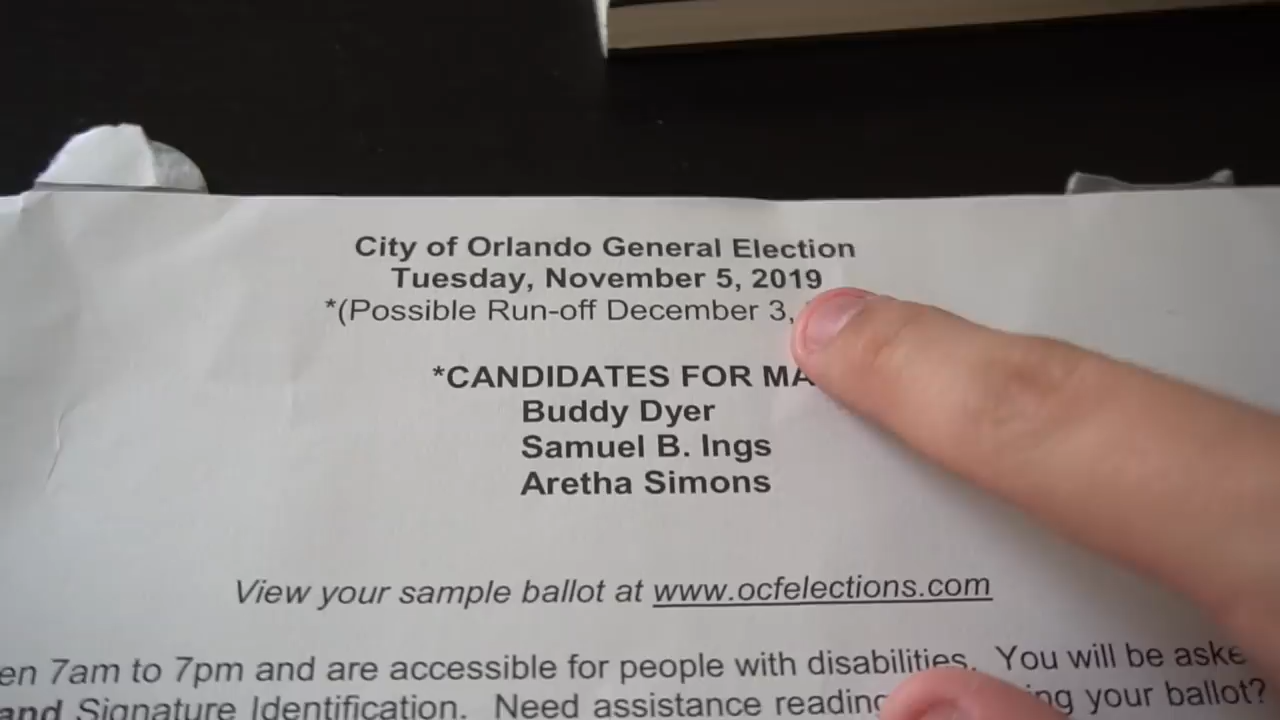 City of Orlando General Election
Tuesday, November 5, 2019
*(Possible Run-off December 3,
*CANDIDATES FOR
Buddy Dyer
Samuel B. Ings
Aretha Simons
View your sample ballot at www.ocfelections.com
7am to 7pm and are accessible for people with disabilities. You will be
and Signature Identification. Need assistance reading your ballot?